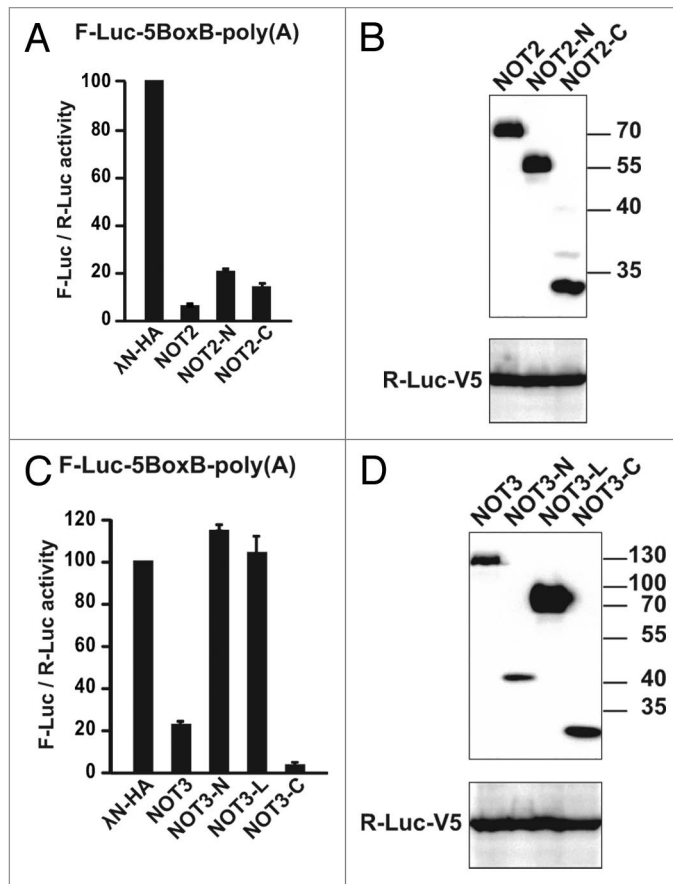 A
F-Luc-5BoxB-poly(A)
F-Luc / R-Luc activity
100
80
60
40
20
0
λN-HA
NOT2
NOT2-N
NOT2-C
B
NOT2
NOT2-N
NOT2-C
70
55
40
35
R-Luc-V5
C
F-Luc-5BoxB-poly(A)
F-Luc / R-Luc activity
120
100
80
60
40
20
0
λN-HA
NOT3
NOT3-N
NOT3-L
NOT3-C
D
NOT3
NOT3-N
NOT3-L
NOT3-C
130
100
70
55
40
35
R-Luc-V5